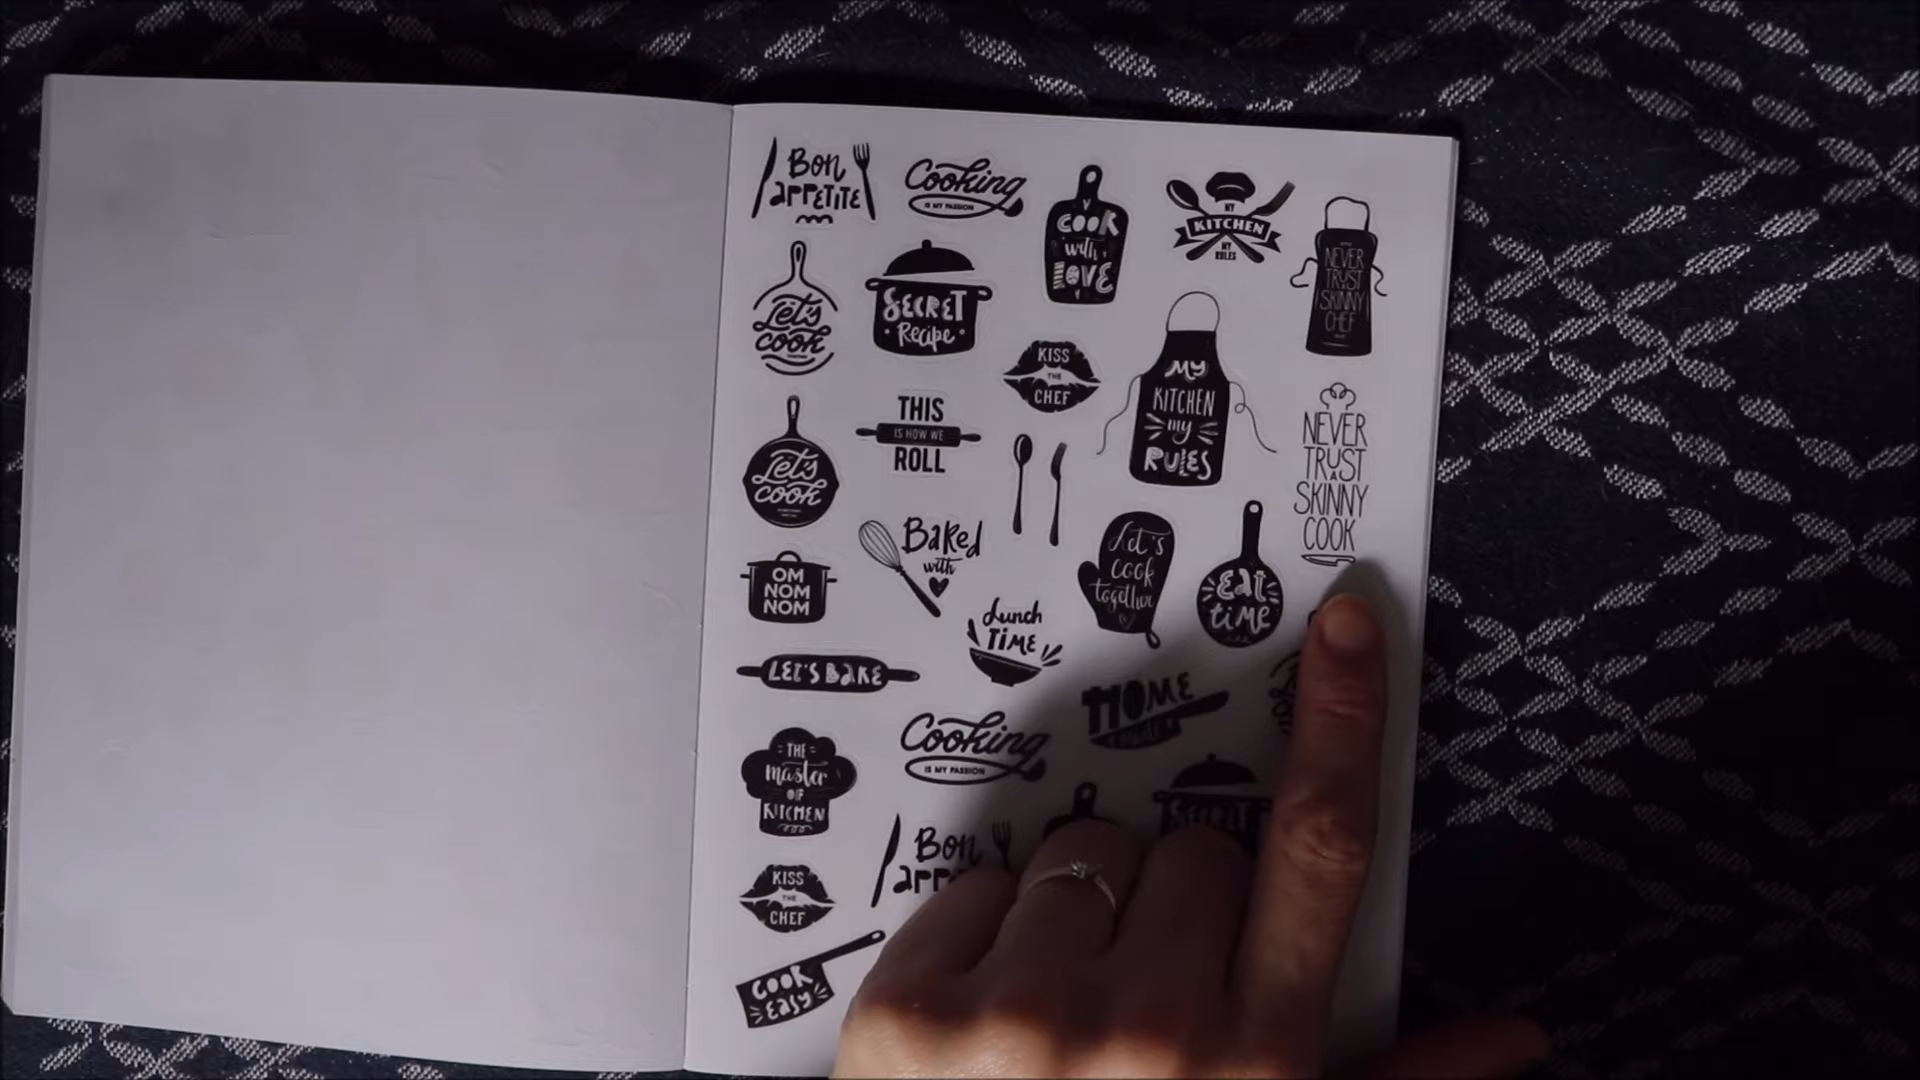 Bon
appetite
Cooking
IS MY PASSION
COOK
with
LOVE
MY
KITCHEN
MY
RULES
NEVER
TRUST
A
SKINNY
CHEF
Let's
cook
SECRET
Recipe
KISS
THE
CHEF
MY
KITCHEN
my
RULES
NEVER
TRUST
A
SKINNY
COOK
Let's
cook
THIS
IS HOW WE
ROLL
OM
NOM
NOM
Baked
with
Let's
cook
together
Eat
time
Lunch
TIME
LET'S BAKE
HOME
THE
master
OF
KITCHEN
Cooking
IS MY PASSION
SECRET
KISS
THE
CHEF
Bon
COOK
easy